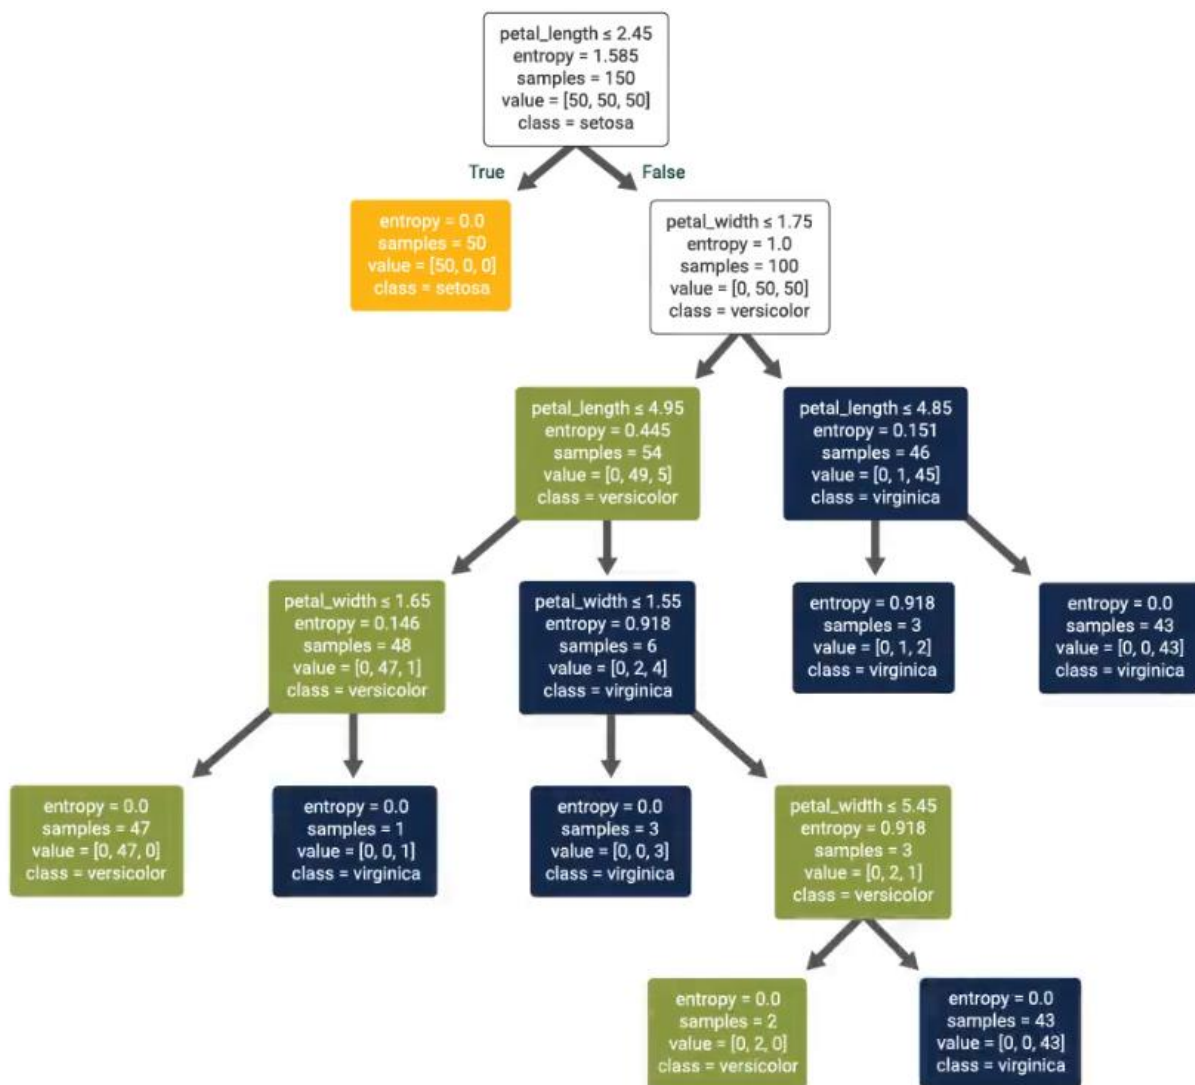 petal_length ≤ 2.45
entropy = 1.585
samples = 150
value = [50, 50, 50]
class = setosa
True
False
entropy = 0.0
samples = 50
value = [50, 0, 0]
class = setosa
petal_width ≤ 1.75
entropy = 1.0
samples = 100
value = [0, 50, 50]
class = versicolor
petal_length ≤ 4.95
entropy = 0.445
samples = 54
value = [0, 49, 5]
class = versicolor
petal_length ≤ 4.85
entropy = 0.151
samples = 46
value = [0, 1, 45]
class = virginica
petal_width ≤ 1.65
entropy = 0.146
samples = 48
value = [0, 47, 1]
class = versicolor
petal_width ≤ 1.55
entropy = 0.918
samples = 6
value = [0, 2, 4]
class = virginica
entropy = 0.918
samples = 3
value = [0, 1, 2]
class = virginica
entropy = 0.0
samples = 43
value = [0, 0, 43]
class = virginica
entropy = 0.0
samples = 47
value = [0, 47, 0]
class = versicolor
entropy = 0.0
samples = 1
value = [0, 0, 1]
class = virginica
entropy = 0.0
samples = 3
value = [0, 0, 3]
class = virginica
petal_width ≤ 5.45
entropy = 0.918
samples = 3
value = [0, 2, 1]
class = versicolor
entropy = 0.0
samples = 2
value = [0, 2, 0]
class = versicolor
entropy = 0.0
samples = 43
value = [0, 0, 43]
class = virginica